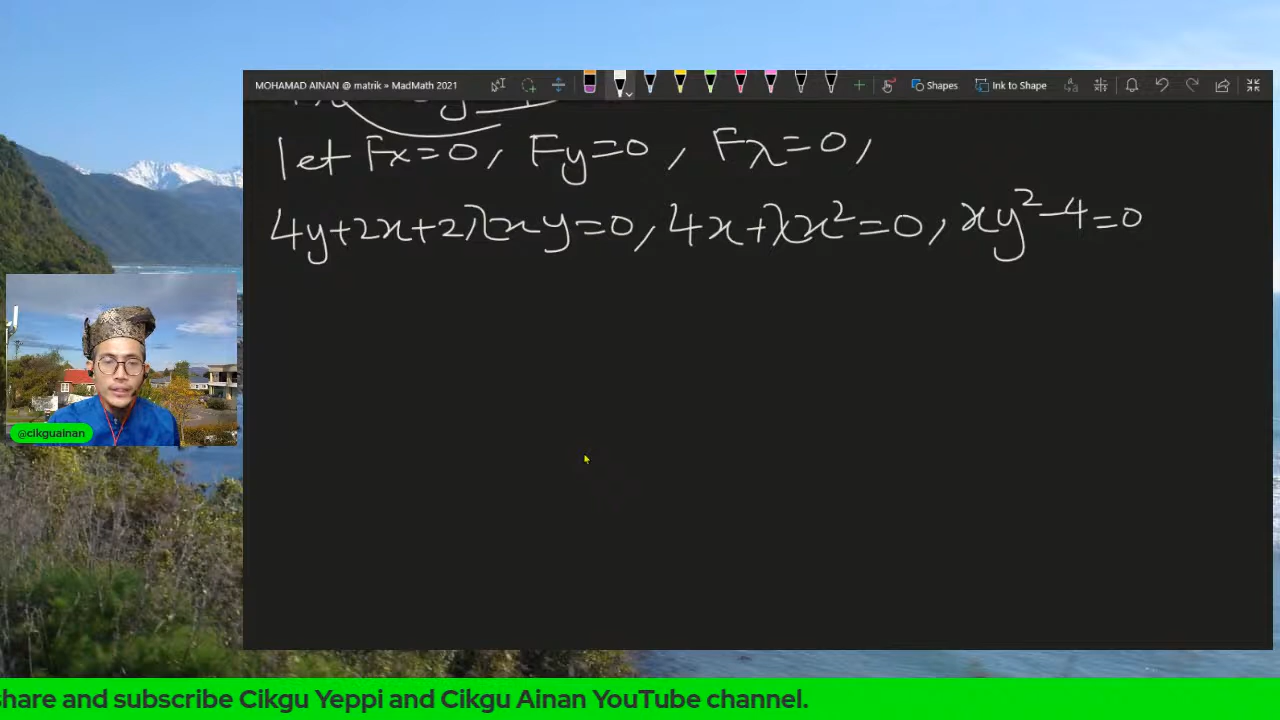 MOHAMAD AINAN @ matrik » MadMath 2021
Shapes
Ink to Shape
let Fx=0, Fy=0, Fλ=0,
4y+2x+2λxy=0, 4x+λx²=0, xy²-4=0
@cikguainan
share and subscribe Cikgu Yeppi and Cikgu Ainan YouTube channel.